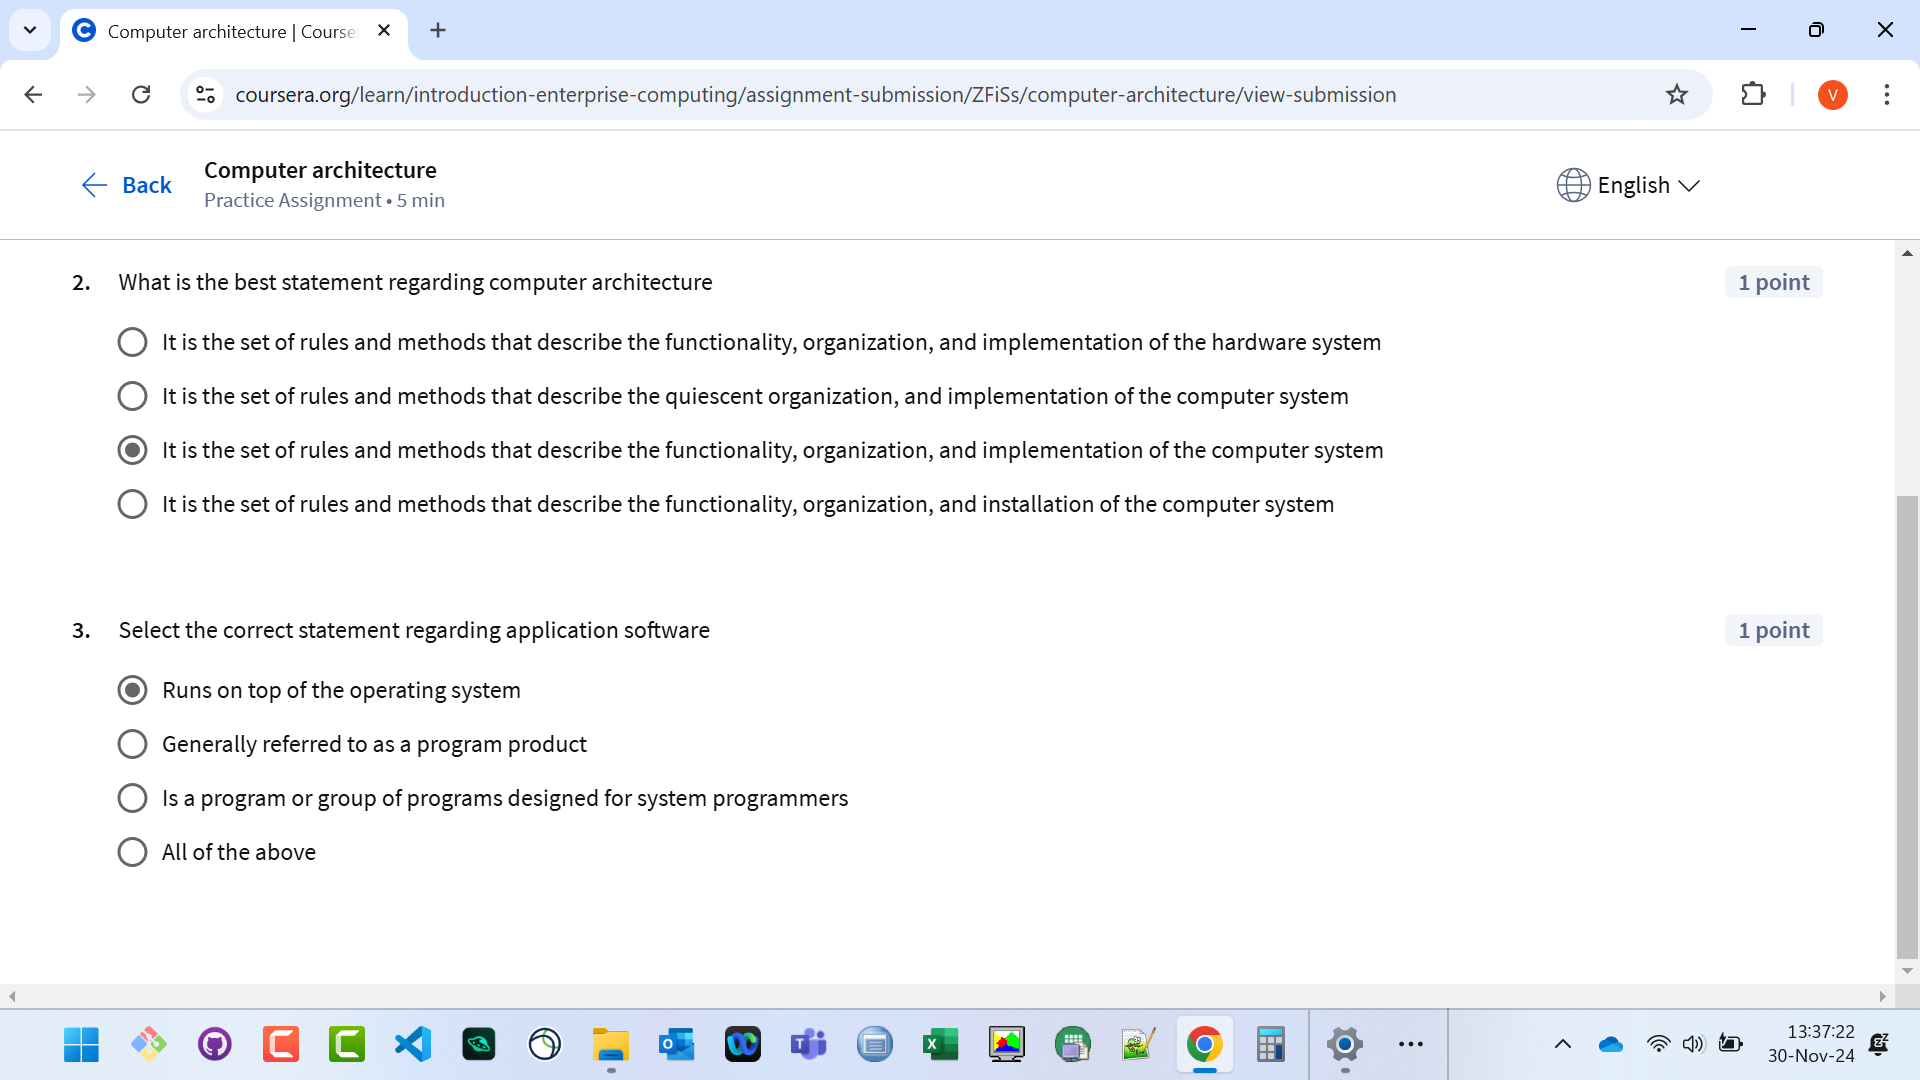 Computer architecture | Course
coursera.org/learn/introduction-enterprise-computing/assignment-submission/ZFiSs/computer-architecture/view-submission
V
Back
Computer architecture
Practice Assignment • 5 min
English
2. What is the best statement regarding computer architecture
1 point
It is the set of rules and methods that describe the functionality, organization, and implementation of the hardware system
It is the set of rules and methods that describe the quiescent organization, and implementation of the computer system
It is the set of rules and methods that describe the functionality, organization, and implementation of the computer system
It is the set of rules and methods that describe the functionality, organization, and installation of the computer system
3. Select the correct statement regarding application software
1 point
Runs on top of the operating system
Generally referred to as a program product
Is a program or group of programs designed for system programmers
All of the above
13:37:22
30-Nov-24